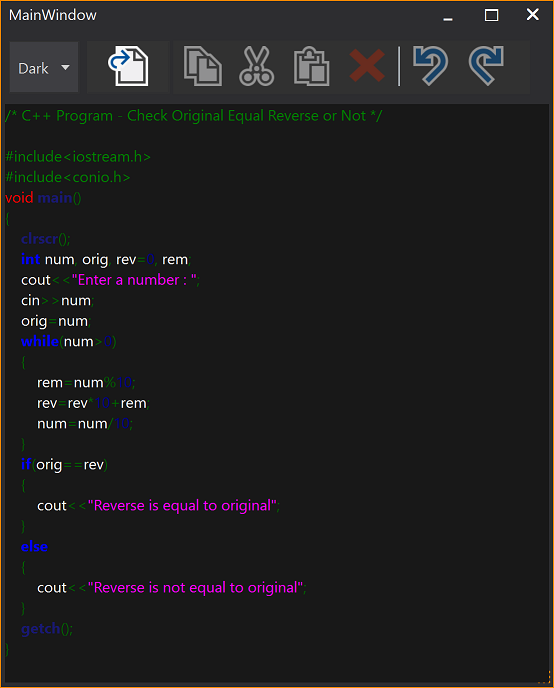 MainWindow
Dark
/* C++ Program - Check Original Equal Reverse or Not */
#include<iostream.h>
#include<conio.h>
void main()
{
clrscr();
int num, orig, rev=0, rem;
cout<<"Enter a number : ";
cin>>num;
orig=num;
while(num>0)
{
rem=num%10;
rev=rev*10+rem;
num=num/10;
}
if(orig==rev)
{
cout<<"Reverse is equal to original";
}
else
{
cout<<"Reverse is not equal to original";
}
getch();
}